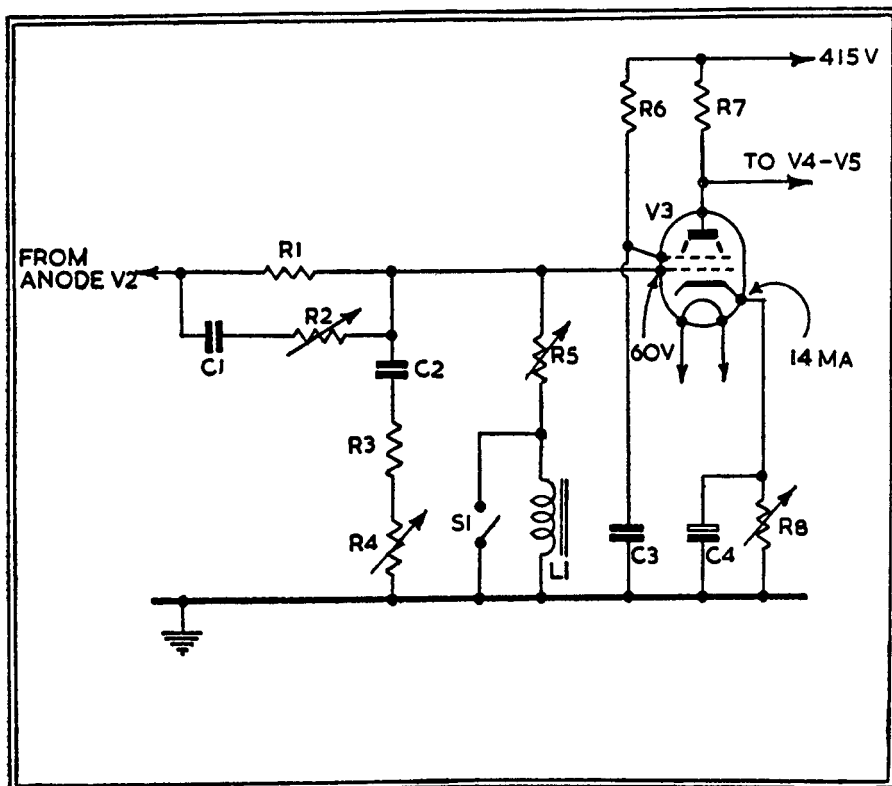 415V
R6
R7
TO V4-V5
V3
FROM
ANODE V2
R1
R2
C1
C2
R5
60V
14 MA
R3
R4
S1
L1
C3
C4
R8